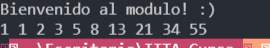 Bienvenido al modulo! :)
1 1 2 3 5 8 13 21 34 55